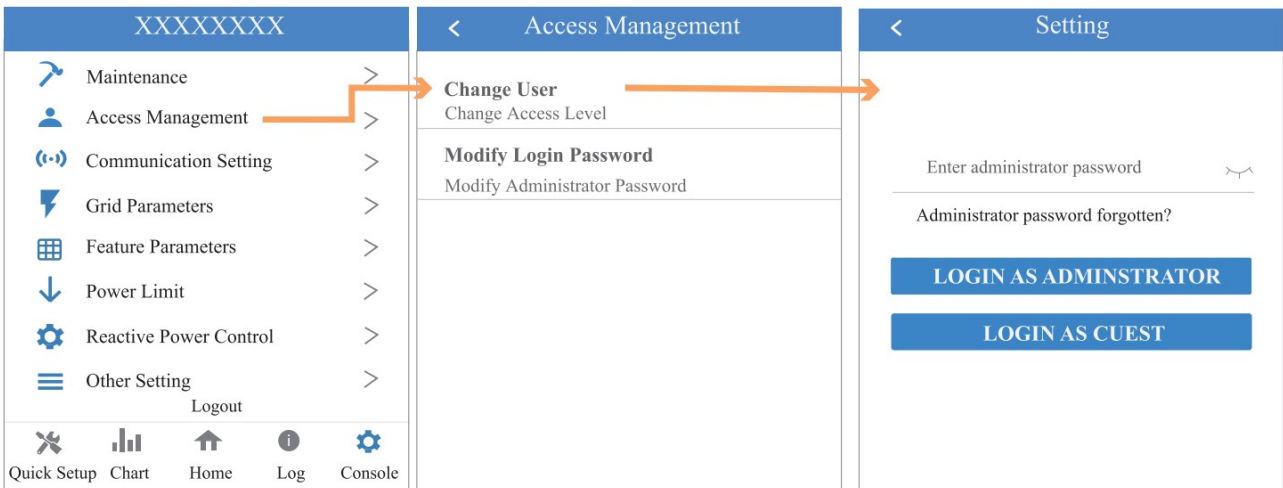 XXXXXXXX
Maintenance
Access Management
Communication Setting
Grid Parameters
Feature Parameters
Power Limit
Reactive Power Control
Other Setting
Logout
Quick Setup
Chart
Home
Log
Console
Access Management
Change User
Change Access Level
Modify Login Password
Modify Administrator Password
Setting
Enter administrator password
Administrator password forgotten?
LOGIN AS ADMINSTRATOR
LOGIN AS CUEST